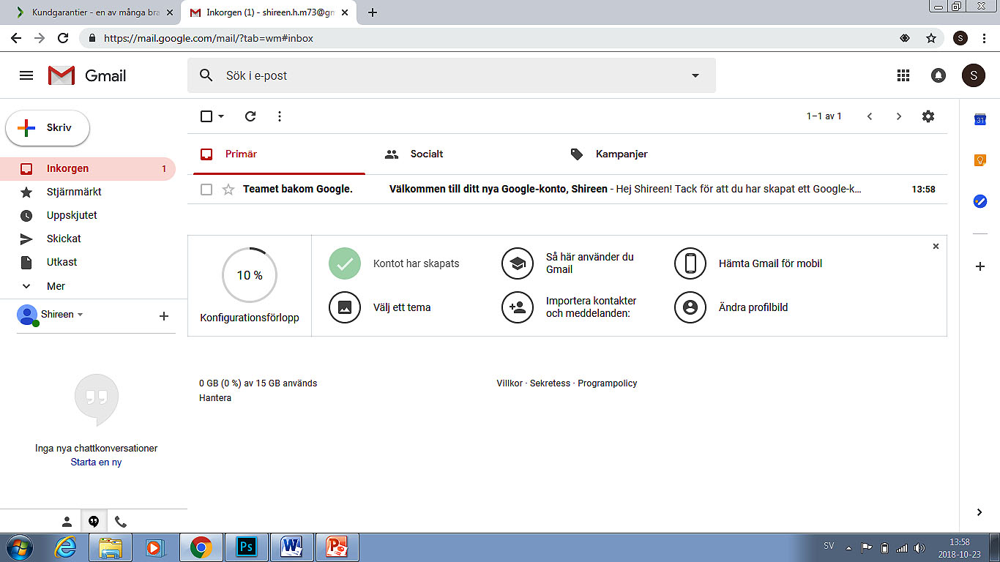 Kundgarantier - en av många bra
Inkorgen (1) - shireen.h.m73@gm
https://mail.google.com/mail/?tab=wm#inbox
S
Gmail
Sök i e-post
S
Skriv
1–1 av 1
31
Primär
Socialt
Kampanjer
Inkorgen 1
Teamet bakom Google. Välkommen till ditt nya Google-konto, Shireen - Hej Shireen! Tack för att du har skapat ett Google-k… 13:58
Stjärnmärkt
Uppskjutet
Skickat
Utkast
Mer
Shireen
10 %
Konfigurationsförlopp
Kontot har skapats
Så här använder du
Gmail
Hämta Gmail för mobil
Välj ett tema
Importera kontakter
och meddelanden:
Ändra profilbild
0 GB (0 %) av 15 GB används
Hantera
Villkor · Sekretess · Programpolicy
Inga nya chattkonversationer
Starta en ny
Ps
W
P
SV
13:58
2018-10-23